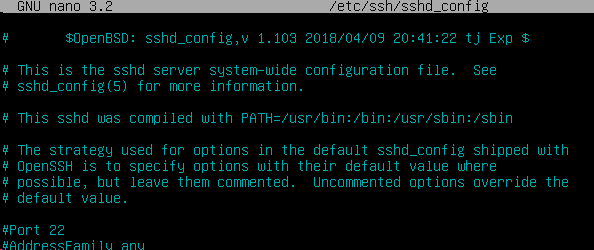 GNU nano 3.2 /etc/ssh/sshd_config
# $OpenBSD: sshd_config,v 1.103 2018/04/09 20:41:22 tj Exp $
# This is the sshd server system-wide configuration file. See
# sshd_config(5) for more information.
# This sshd was compiled with PATH=/usr/bin:/bin:/usr/sbin:/sbin
# The strategy used for options in the default sshd_config shipped with
# OpenSSH is to specify options with their default value where
# possible, but leave them commented. Uncommented options override the
# default value.
#Port 22
#AddressFamily any